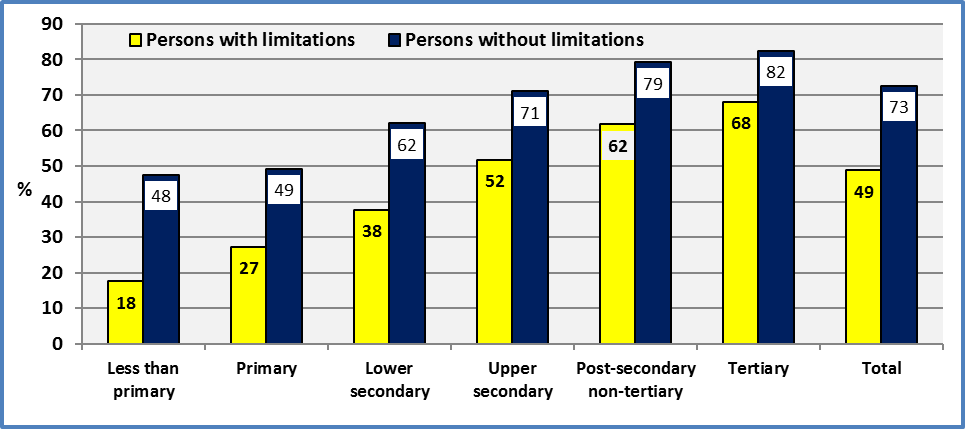 90
80
70
60
50
40
30
20
10
0
%
Persons with limitations Persons without limitations
18 48 27 49 38 62 52 71 62 79 68 82 49 73
Less than primary
Primary
Lower secondary
Upper secondary
Post-secondary non-tertiary
Tertiary
Total